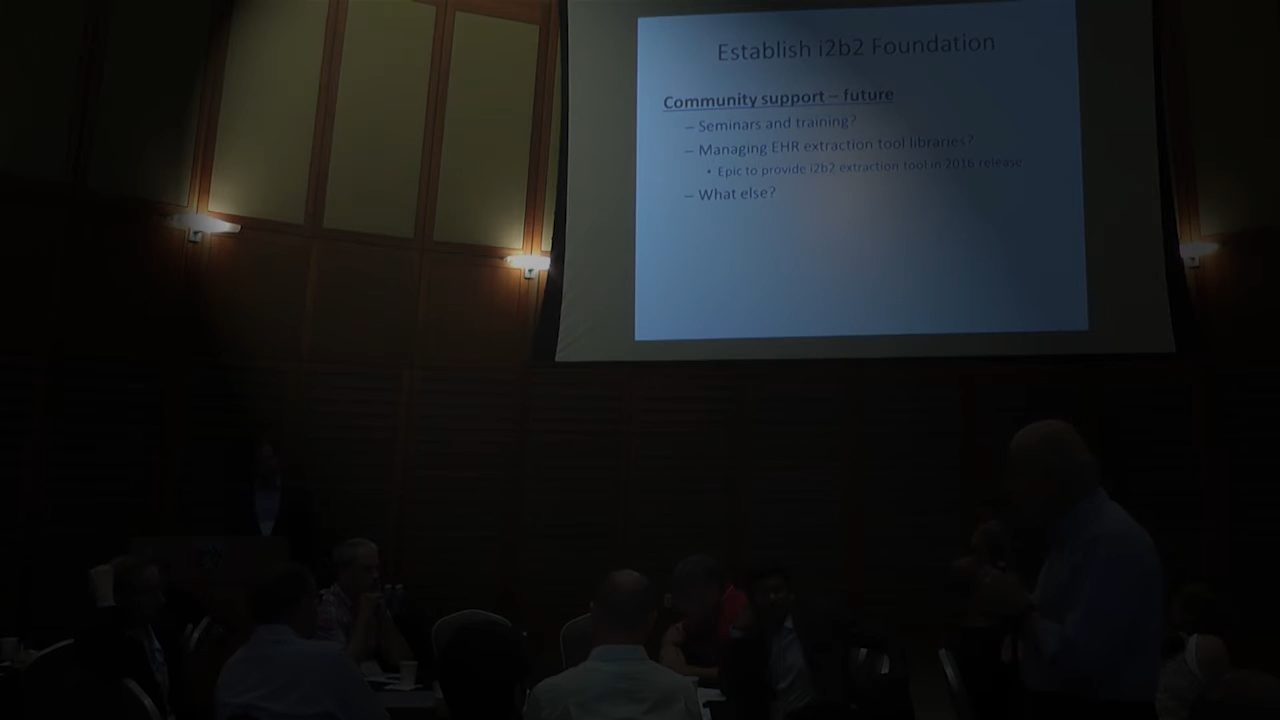 Establish i2b2 Foundation
Community support – future
– Seminars and training?
– Managing EHR extraction tool libraries?
• Epic to provide i2b2 extraction tool in 2016 release
– What else?